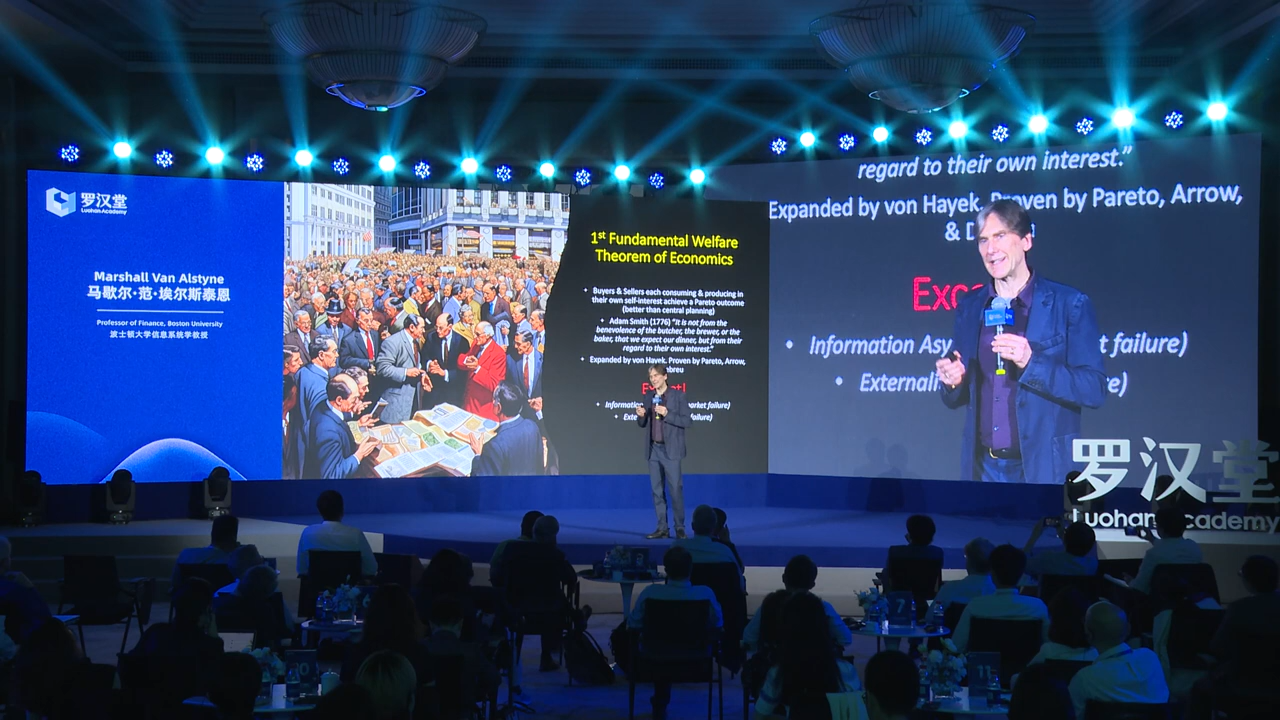 罗汉堂
Luohan Academy
Marshall Van Alstyne
马歇尔·范·埃尔斯泰恩
Professor of Finance, Boston University
波士顿大学信息系统学教授
1st Fundamental Welfare
Theorem of Economics
• Buyers & Sellers each consuming & producing in
their own self-interest achieve a Pareto outcome
(better than central planning)
• Adam Smith (1776) "It is not from the
benevolence of the butcher, the brewer, or the
baker, that we expect our dinner, but from their
regard to their own interest."
• Expanded by von Hayek. Proven by Pareto, Arrow,
Except!
• failure)
• failure)
regard to their own interest."
Expanded by von Hayek. Proven by Pareto, Arrow,
&
• Information failure)
•
罗汉堂
Luohan Academy
7
11